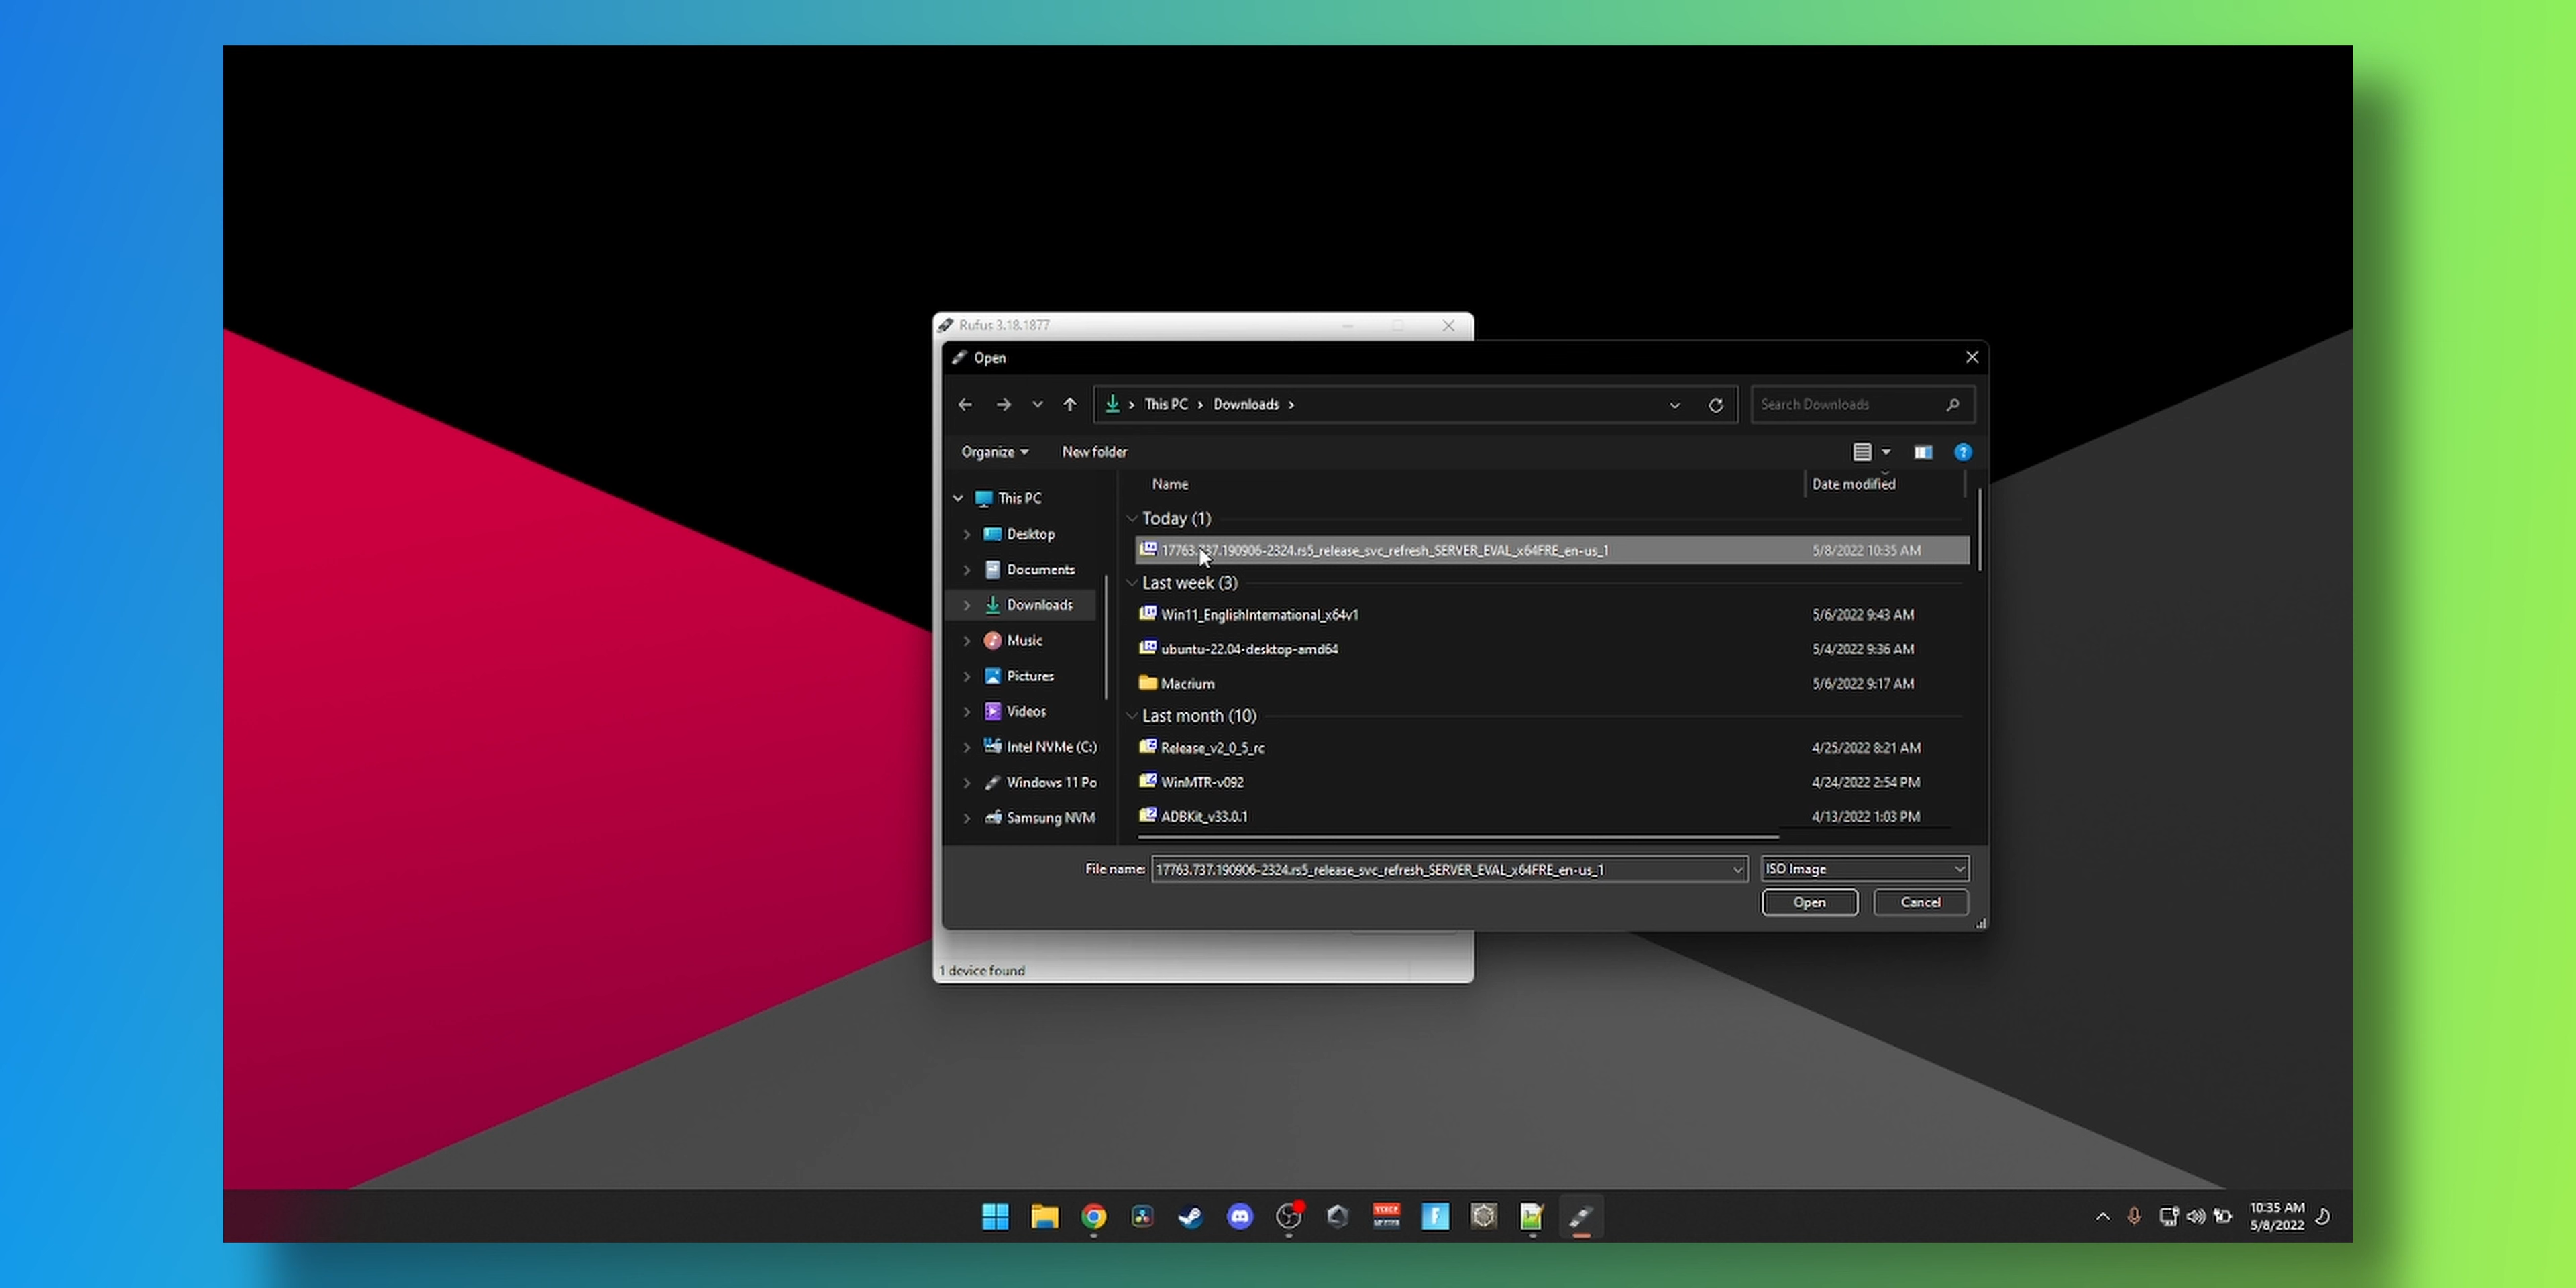 Rufus 3.18.1877
Open
This PC > Downloads >
Search Downloads
Organize
New folder
Name
Date modified
This PC
Desktop
Documents
Downloads
Music
Pictures
Videos
Intel NVMe (C:)
Windows 11 Po
Samsung NVM
Today (1)
17763.737.190906-2324.rs5_release_svc_refresh_SERVER_EVAL_x64FRE_en-us_1 5/8/2022 10:35 AM
Last week (3)
Win11_EnglishInternational_x64v1 5/6/2022 9:43 AM
ubuntu-22.04-desktop-amd64 5/4/2022 9:36 AM
Macrium 5/6/2022 9:17 AM
Last month (10)
Release_v2_0_5_rc 4/25/2022 8:21 AM
WinMTR-v092 4/24/2022 2:54 PM
ADBKit_v33.0.1 4/13/2022 1:03 PM
File name: 17763.737.190906-2324.rs5_release_svc_refresh_SERVER_EVAL_x64FRE_en-us_1
ISO Image
Open
Cancel
1 device found
VOICE
MEETER
10:35 AM
5/8/2022